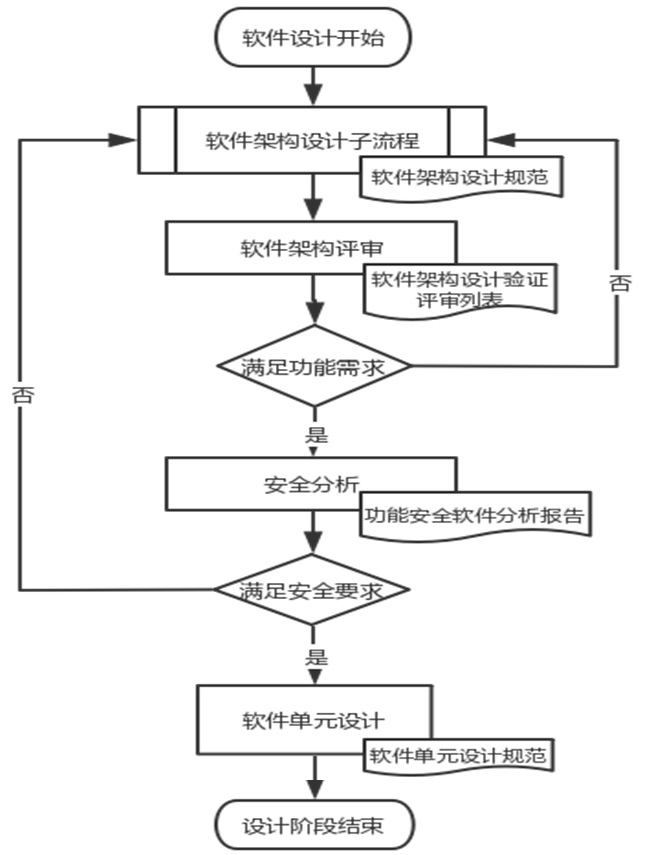 软件设计开始
软件架构设计子流程
软件架构设计规范
软件架构评审
软件架构设计验证
评审列表
否
满足功能需求
否
是
安全分析
功能安全软件分析报告
满足安全要求
是
软件单元设计
软件单元设计规范
设计阶段结束